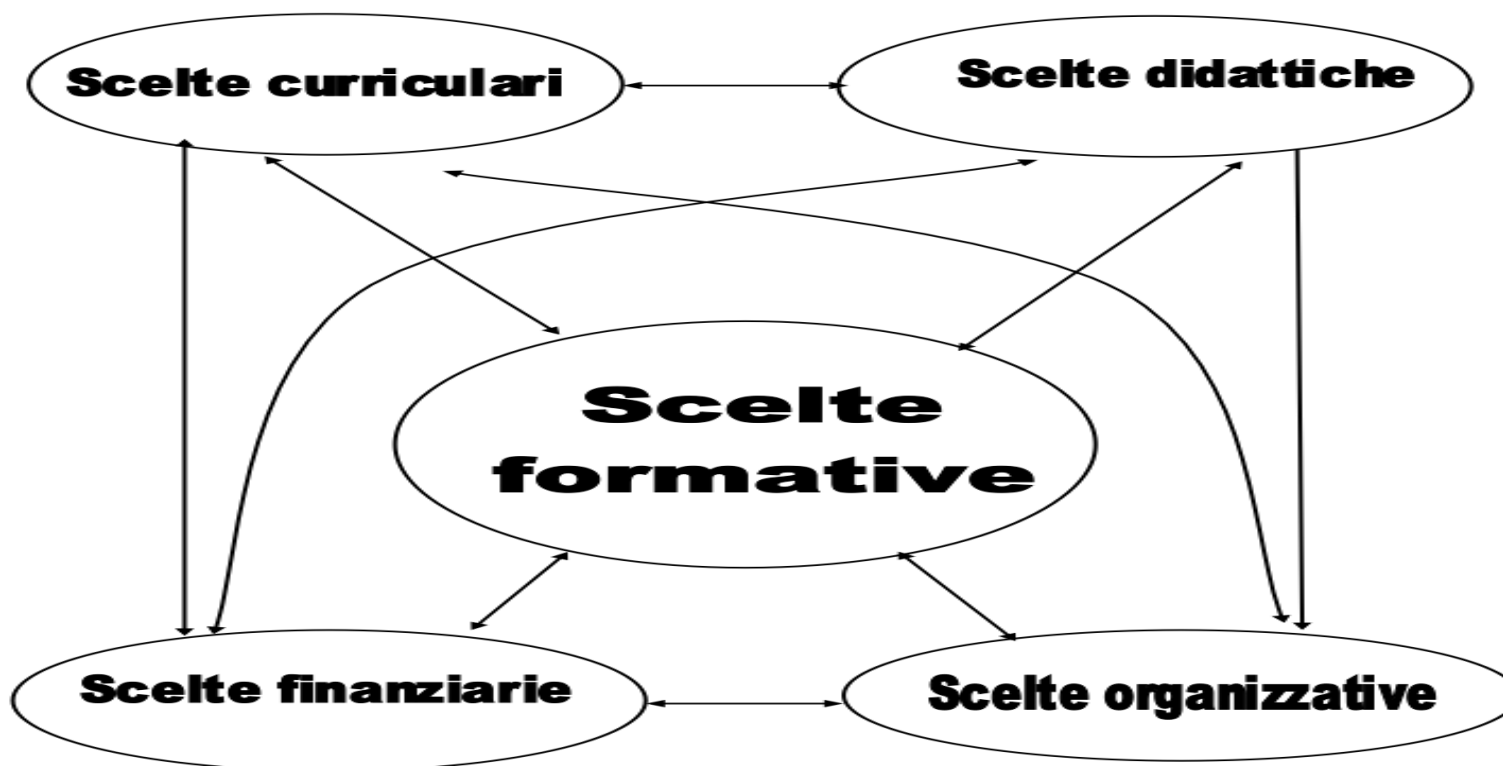 Scelte curriculari
Scelte didattiche
Scelte
formative
Scelte finanziarie
Scelte organizzative